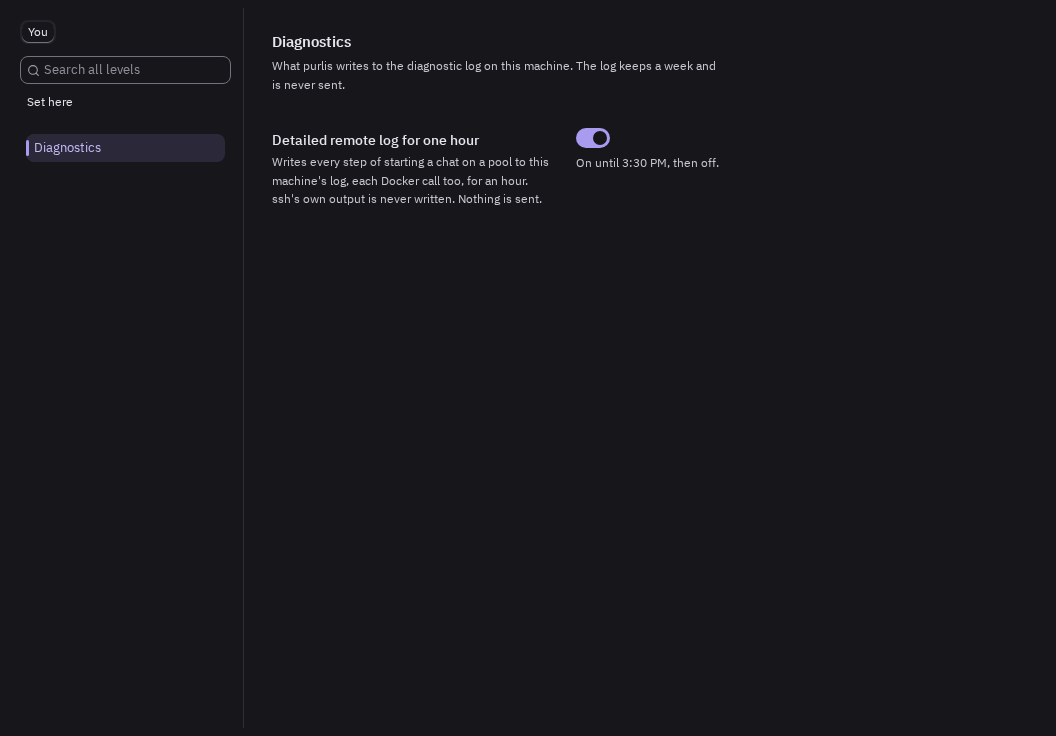 You
Search all levels
Set here
Diagnostics
Diagnostics
What purlis writes to the diagnostic log on this machine. The log keeps a week and
is never sent.
Detailed remote log for one hour
Writes every step of starting a chat on a pool to this
machine's log, each Docker call too, for an hour.
ssh's own output is never written. Nothing is sent.
On until 3:30 PM, then off.